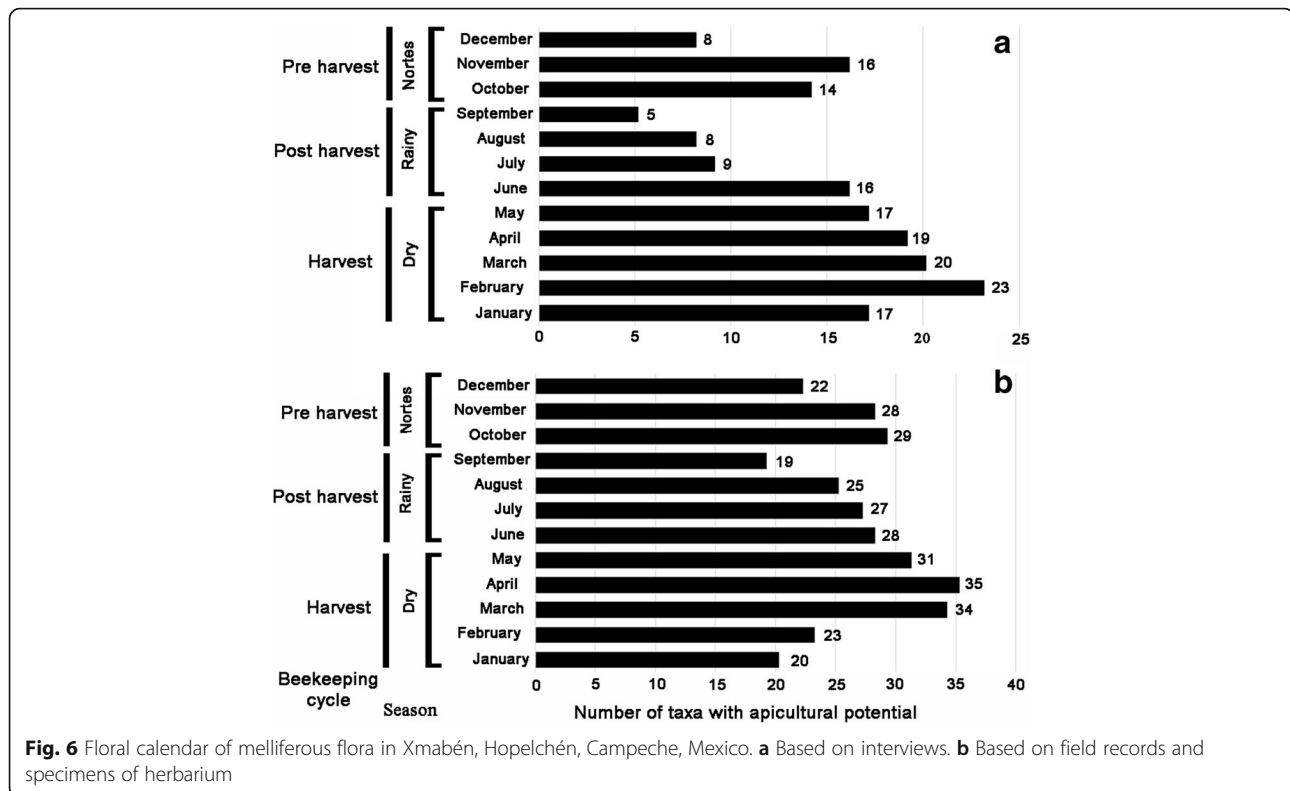 a
Pre harvest
Nortes
December 8
November 16
October 14
Post harvest
Rainy
September 5
August 8
July 9
June 16
Harvest
Dry
May 17
April 19
March 20
February 23
January 17
0 5 10 15 20 25
b
Pre harvest
Nortes
December 22
November 28
October 29
Post harvest
Rainy
September 19
August 25
July 27
June 28
Harvest
Dry
May 31
April 35
March 34
February 23
January 20
0 5 10 15 20 25 30 35 40
Beekeeping
cycle
Season
Number of taxa with apicultural potential
Fig. 6 Floral calendar of melliferous flora in Xmabén, Hopelchén, Campeche, Mexico. a Based on interviews. b Based on field records and
specimens of herbarium